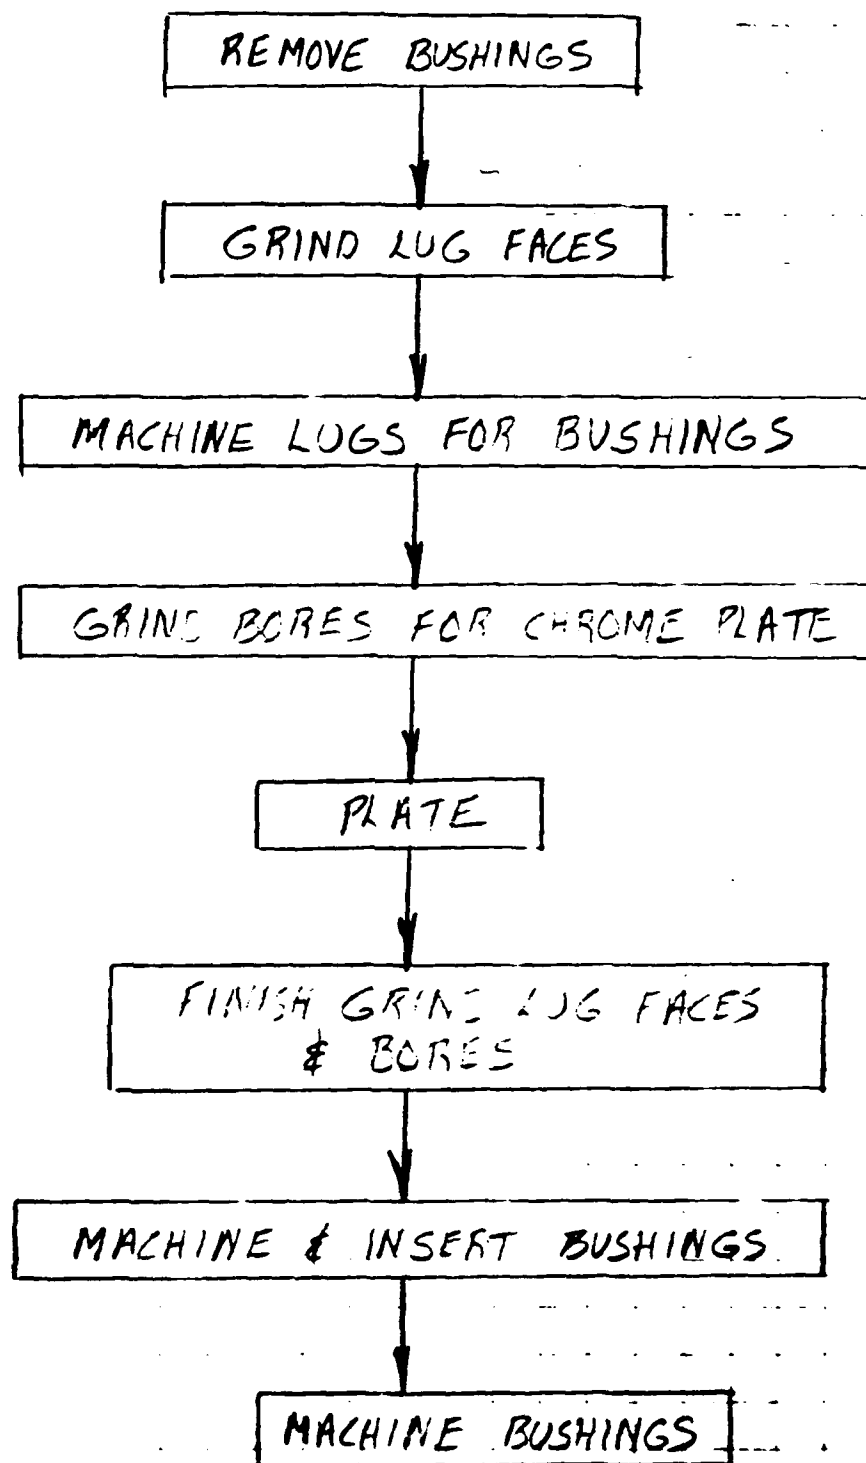 REMOVE BUSHINGS
GRIND LUG FACES
MACHINE LUGS FOR BUSHINGS
GRIND BORES FOR CHROME PLATE
PLATE
FINISH GRIND LUG FACES
& BORES
MACHINE & INSERT BUSHINGS
MACHINE BUSHINGS